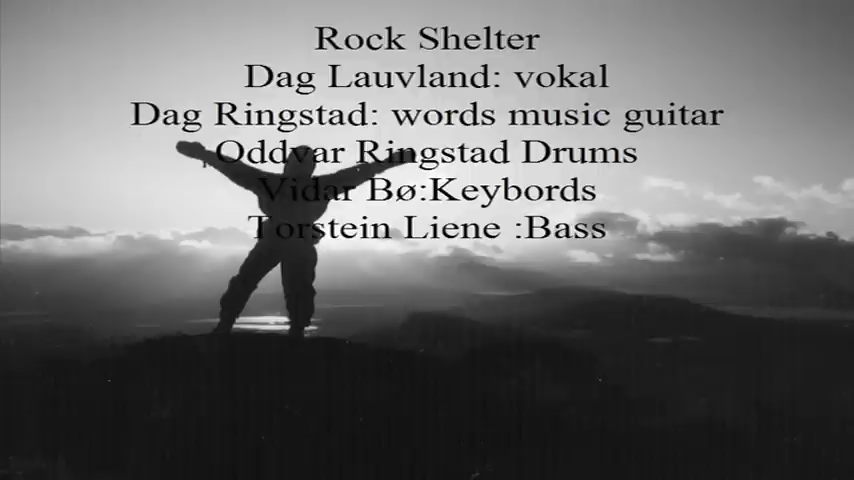 Rock Shelter
Dag Lauvland: vokal
Dag Ringstad: words music guitar
Oddvar Ringstad Drums
Vidar Bø:Keybords
Torstein Liene :Bass